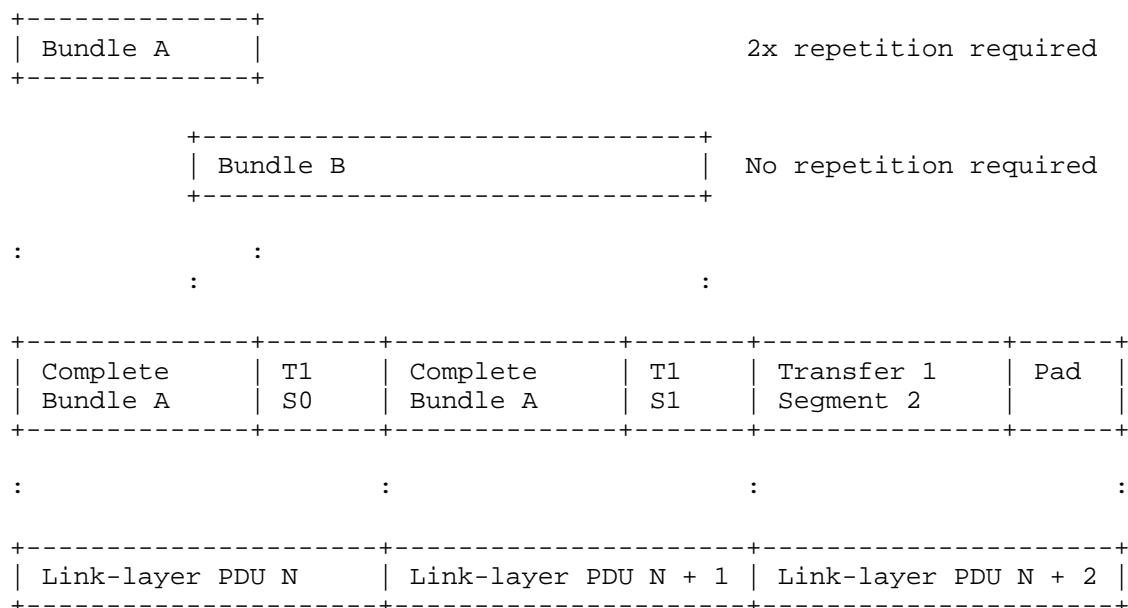 Bundle A 2x repetition required
Bundle B No repetition required
Complete T1 Complete T1 Transfer 1 Pad
Bundle A S0 Bundle A S1 Segment 2
Link-layer PDU N Link-layer PDU N + 1 Link-layer PDU N + 2